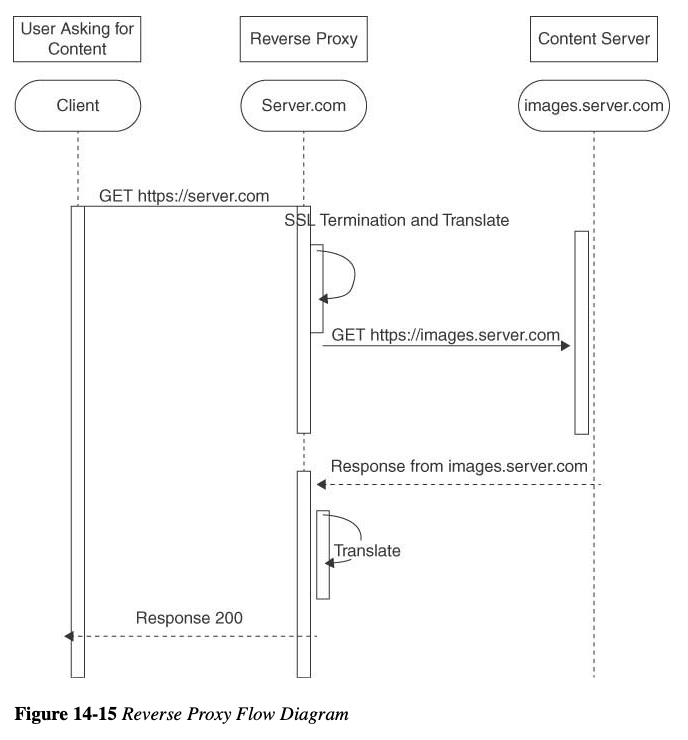 User Asking for
Content
Reverse Proxy
Content Server
Client
Server.com
images.server.com
GET https://server.com
SSL Termination and Translate
GET https://images.server.com
Response from images.server.com
Translate
Response 200
Figure 14-15 Reverse Proxy Flow Diagram